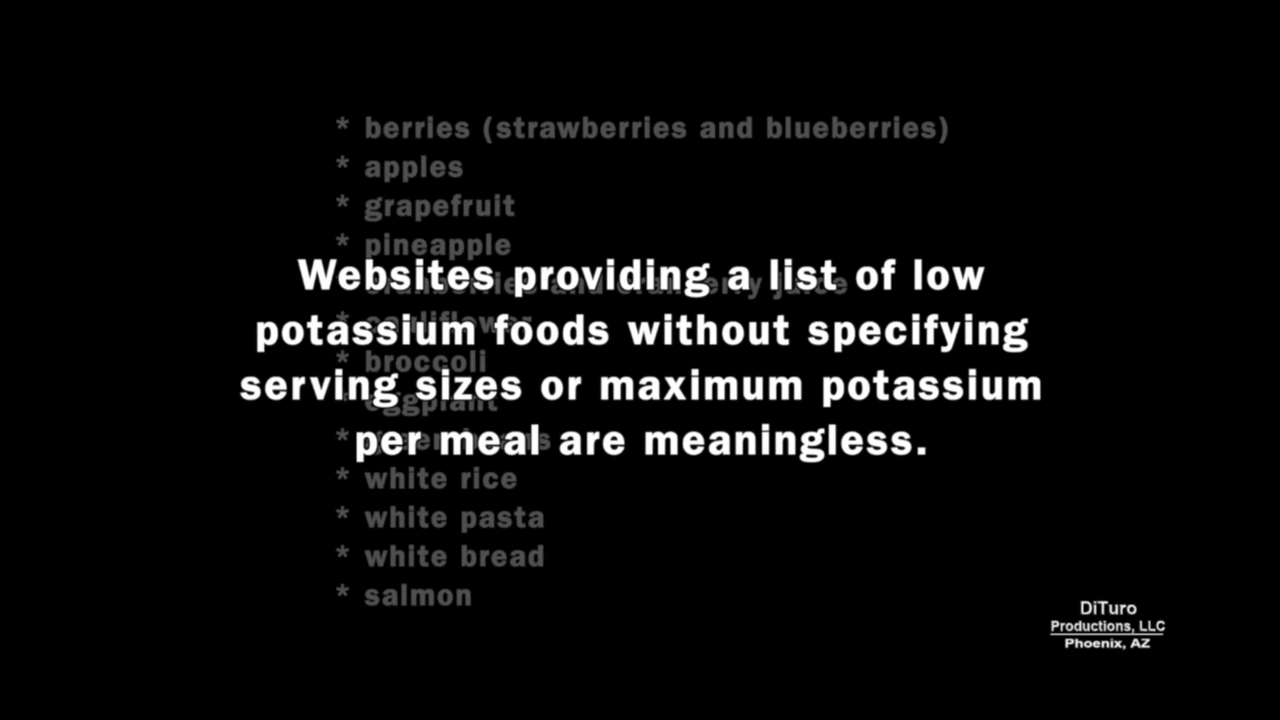 * berries (strawberries and blueberries)
* apples
* grapefruit
* pineapple
Websites providing a list of low
cranberries and cranberry juice
potassium foods without specifying
* cauliflower
* broccoli
serving sizes or maximum potassium
* eggplant
per meal are meaningless.
* green beans
* white rice
* white pasta
* white bread
* salmon
DiTuro
Productions, LLC
Phoenix, AZ